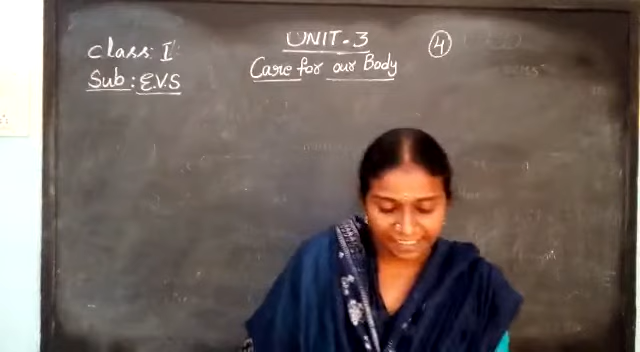 Class: I
Sub: E.V.S
UNIT-3
Care for our Body
4